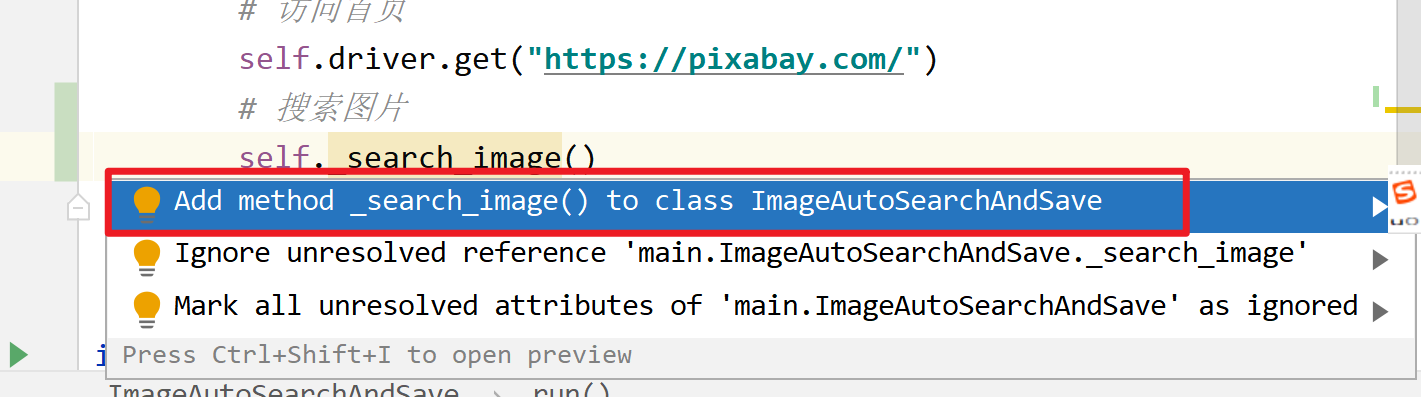 # 访问首页
self.driver.get("https://pixabay.com/")
# 搜索图片
self._search_image()
Add method _search_image() to class ImageAutoSearchAndSave
Ignore unresolved reference 'main.ImageAutoSearchAndSave._search_image'
Mark all unresolved attributes of 'main.ImageAutoSearchAndSave' as ignored
i
Press Ctrl+Shift+I to open preview
ImageAutoSearchAndSave › run()